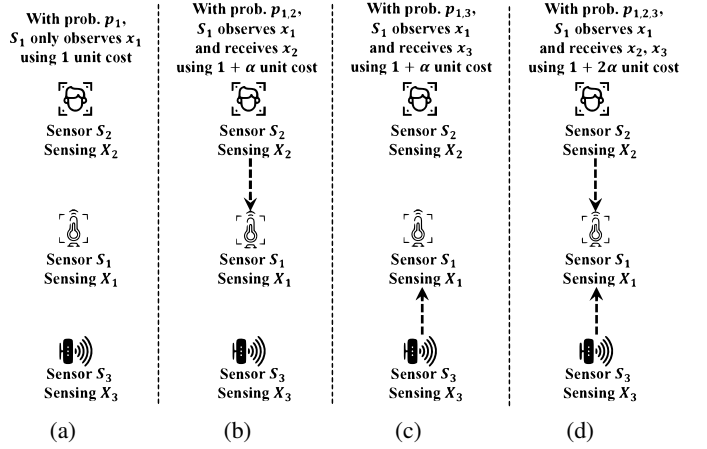 With prob. p₁,
S₁ only observes x₁
using 1 unit cost
Sensor S₂
Sensing X₂
Sensor S₁
Sensing X₁
Sensor S₃
Sensing X₃
(a)
With prob. p₁,₂,
S₁ observes x₁
and receives x₂
using 1 + α unit cost
Sensor S₂
Sensing X₂
Sensor S₁
Sensing X₁
Sensor S₃
Sensing X₃
(b)
With prob. p₁,₃,
S₁ observes x₁
and receives x₃
using 1 + α unit cost
Sensor S₂
Sensing X₂
Sensor S₁
Sensing X₁
Sensor S₃
Sensing X₃
(c)
With prob. p₁,₂,₃,
S₁ observes x₁
and receives x₂, x₃
using 1 + 2α unit cost
Sensor S₂
Sensing X₂
Sensor S₁
Sensing X₁
Sensor S₃
Sensing X₃
(d)